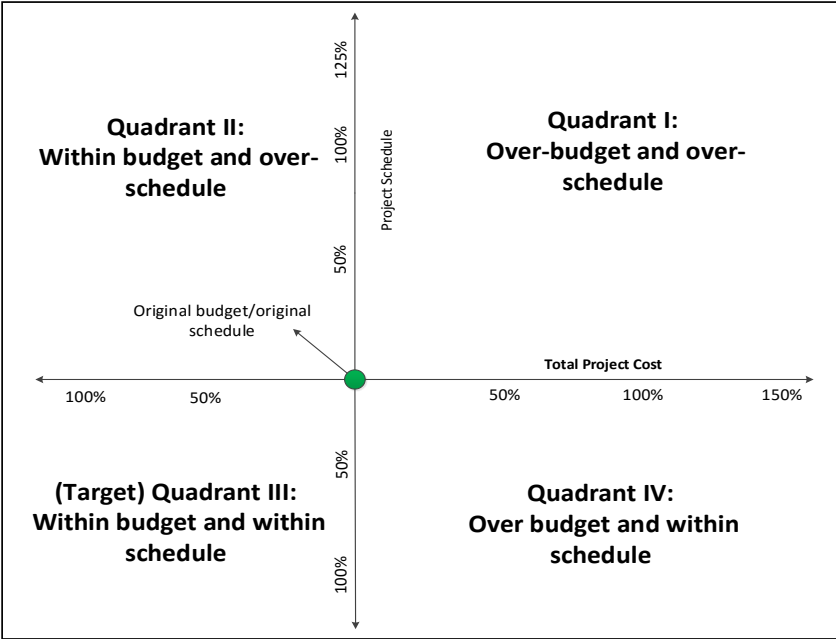 125%
100%
50%
Project Schedule
Quadrant II:
Within budget and over-
schedule
Quadrant I:
Over-budget and over-
schedule
Original budget/original
schedule
Total Project Cost
100%
50%
50%
100%
150%
50%
100%
(Target) Quadrant III:
Within budget and within
schedule
Quadrant IV:
Over budget and within
schedule